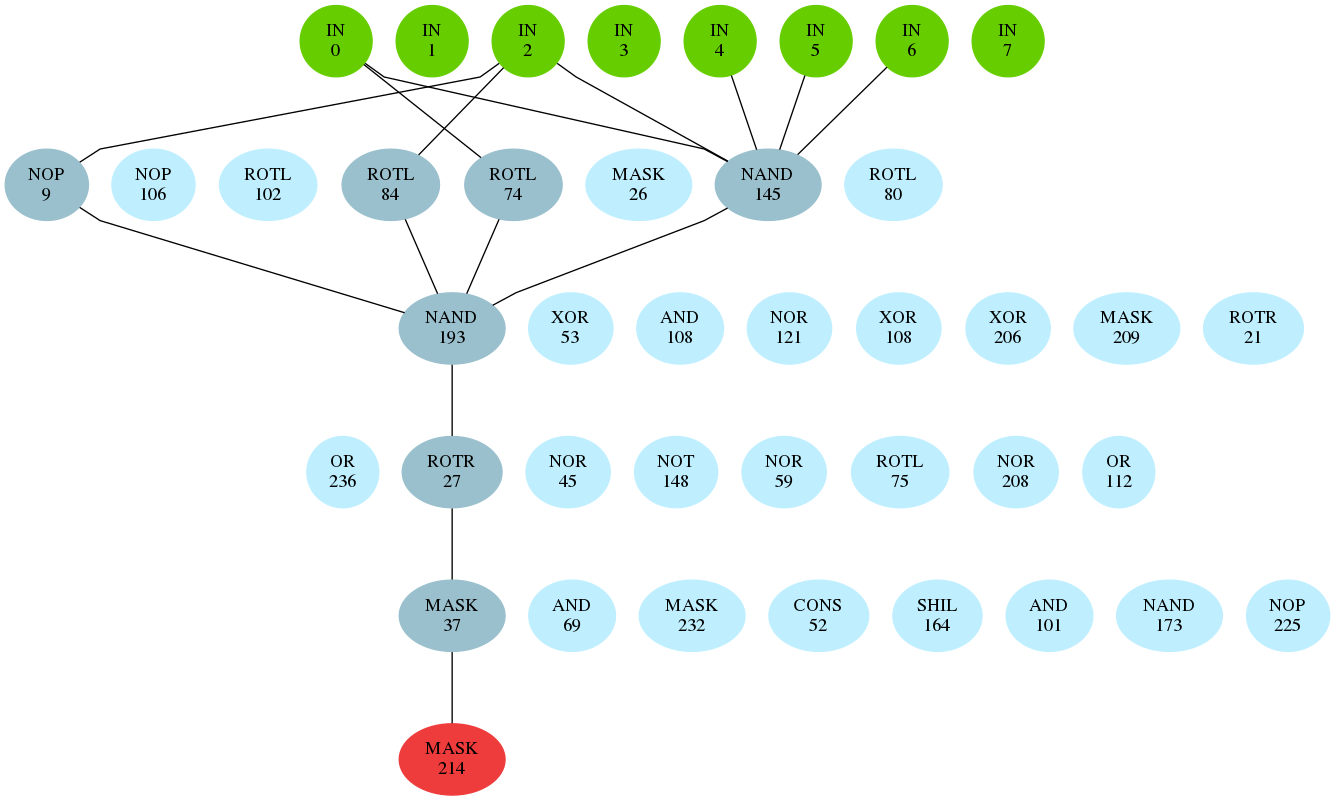 IN
0
IN
1
IN
2
IN
3
IN
4
IN
5
IN
6
IN
7
NOP
9
NOP
106
ROTL
102
ROTL
84
ROTL
74
MASK
26
NAND
145
ROTL
80
NAND
193
XOR
53
AND
108
NOR
121
XOR
108
XOR
206
MASK
209
ROTR
21
OR
236
ROTR
27
NOR
45
NOT
148
NOR
59
ROTL
75
NOR
208
OR
112
MASK
37
AND
69
MASK
232
CONS
52
SHIL
164
AND
101
NAND
173
NOP
225
MASK
214